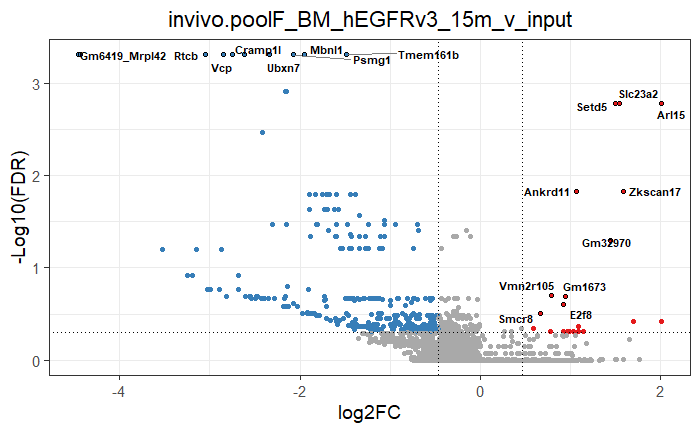 invivo.poolF_BM_hEGFRv3_15m_v_input
Gm6419_Mrpl42
Rtcb
Cramp1l
Mbnl1
Tmem161b
Psmg1
Vcp
Ubxn7
Slc23a2
Setd5
Arl15
Ankrd11
Zkscan17
Gm32970
Vmn2r105
Gm1673
Smcr8
E2f8
-Log10(FDR)
3
2
1
0
-4
-2
0
2
log2FC